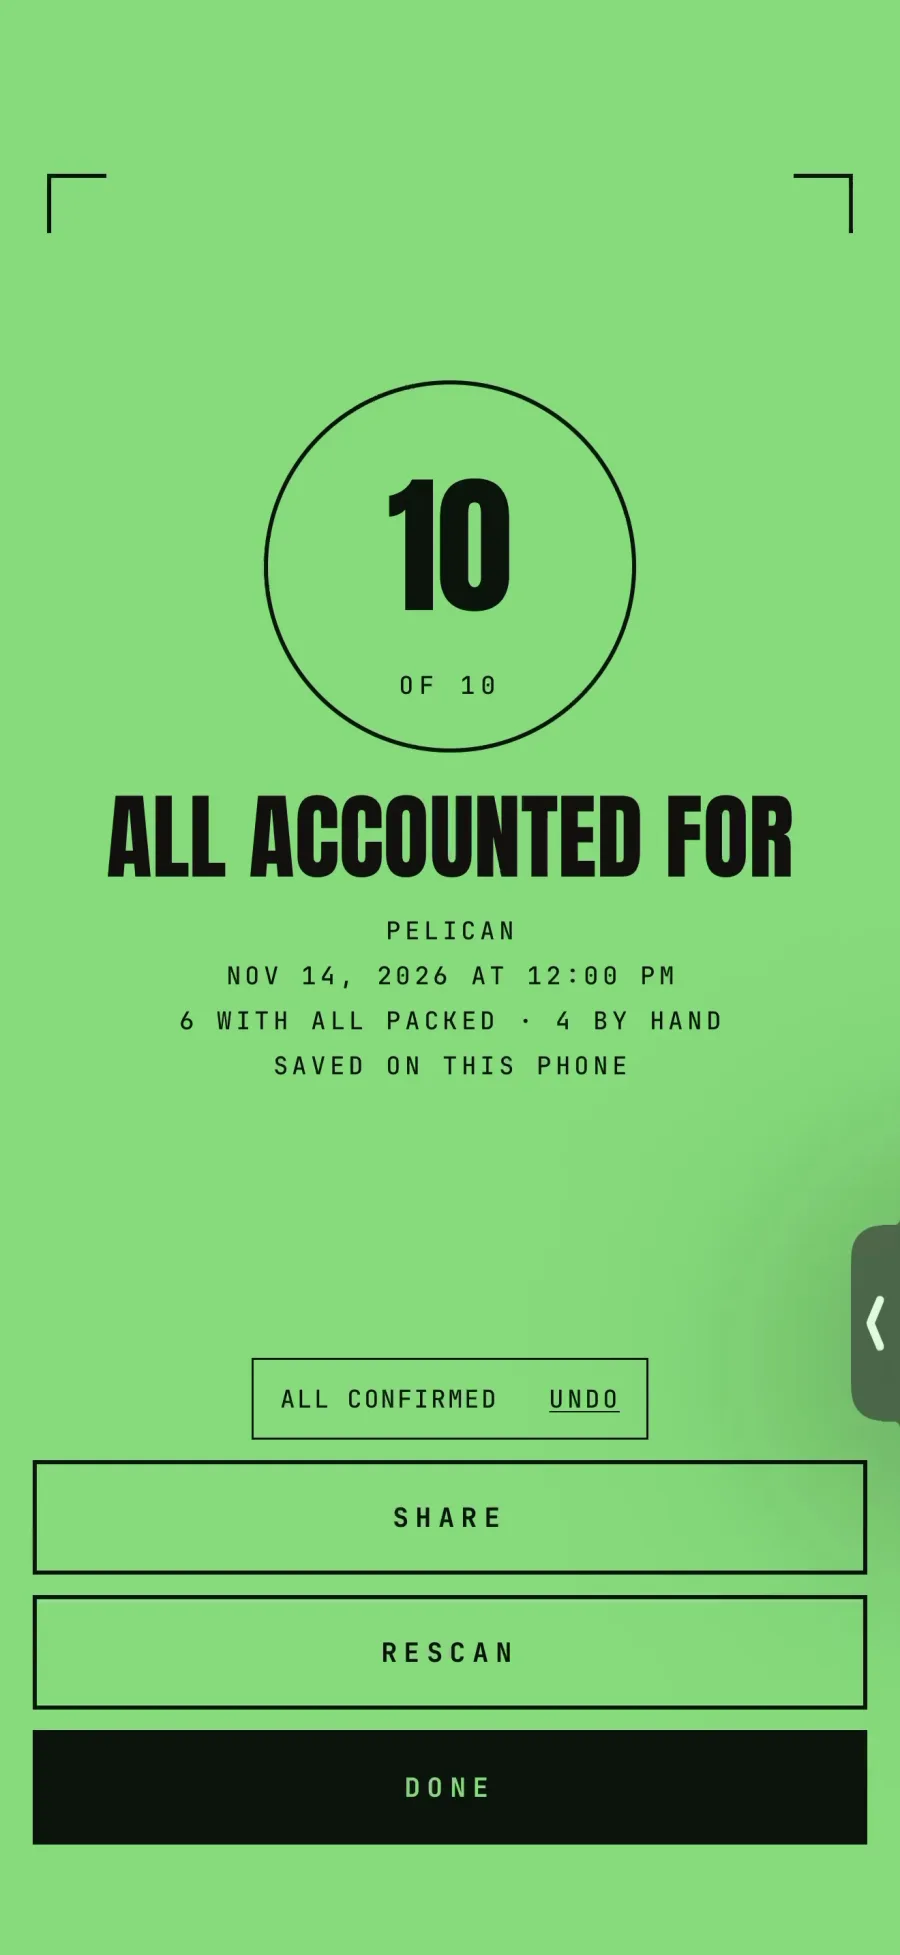 10
OF 10
ALL ACCOUNTED FOR
PELICAN
NOV 14, 2026 AT 12:00 PM
6 WITH ALL PACKED · 4 BY HAND
SAVED ON THIS PHONE
ALL CONFIRMED UNDO
SHARE
RESCAN
DONE